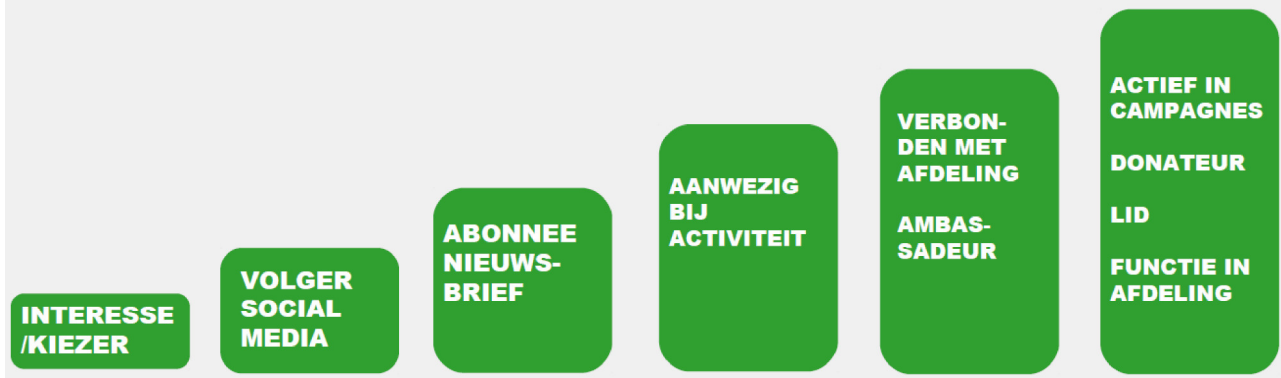 INTERESSE
/KIEZER
VOLGER
SOCIAL
MEDIA
ABONNEE
NIEUWS-
BRIEF
AANWEZIG
BIJ
ACTIVITEIT
VERBON-
DEN MET
AFDELING
AMBAS-
SADEUR
ACTIEF IN
CAMPAGNES
DONATEUR
LID
FUNCTIE IN
AFDELING